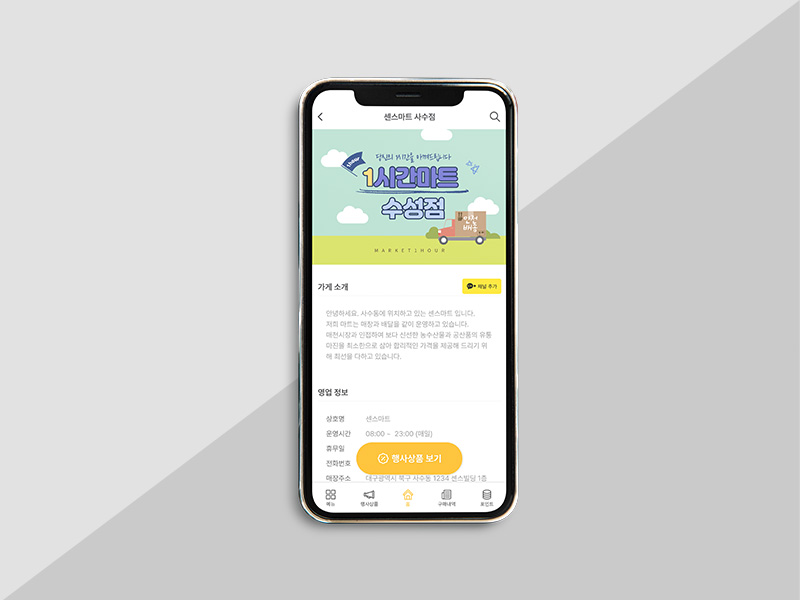 센스마트 사수점
1hour
당신의 1시간을 아껴드립니다
1시간마트
수성점
안전
배송
MARKET1HOUR
가게 소개
채널 추가
안녕하세요. 사수동에 위치하고 있는 센스마트 입니다.
저희 마트는 매장과 배달을 같이 운영하고 있습니다.
매천시장과 인접하여 보다 신선한 농수산물과 공산품의 유통
마진을 최소한으로 삼아 합리적인 가격을 제공해 드리기 위
해 최선을 다하고 있습니다.
영업 정보
상호명 센스마트
운영시간 08:00 ~ 23:00 (매일)
휴무일
전화번호
행사상품 보기
매장주소 대구광역시 북구 사수동 1234 센스빌딩 1층
메뉴 행사상품 홈 구매내역 포인트